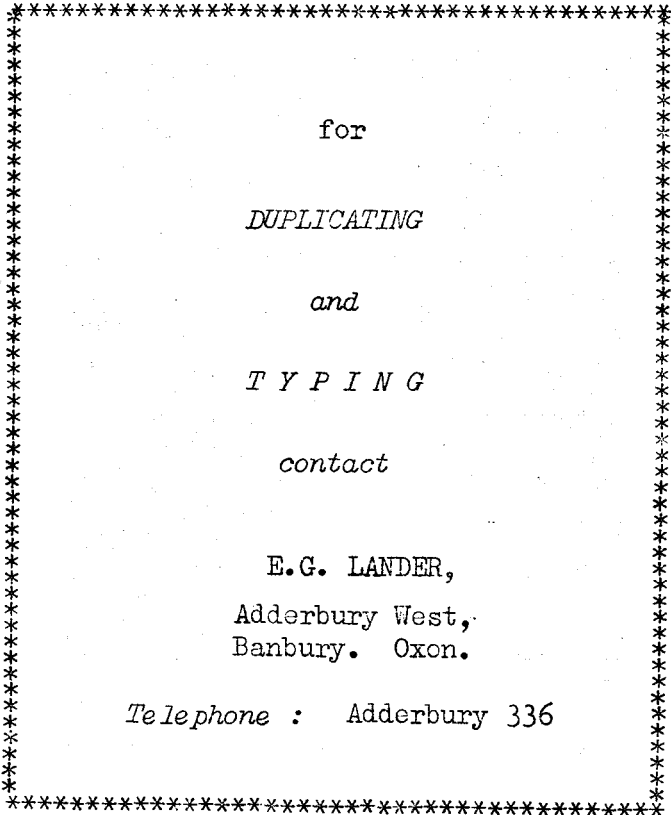 for
DUPLICATING
and
T Y P I N G
contact
E.G. LANDER,
Adderbury West,
Banbury. Oxon.
Telephone : Adderbury 336